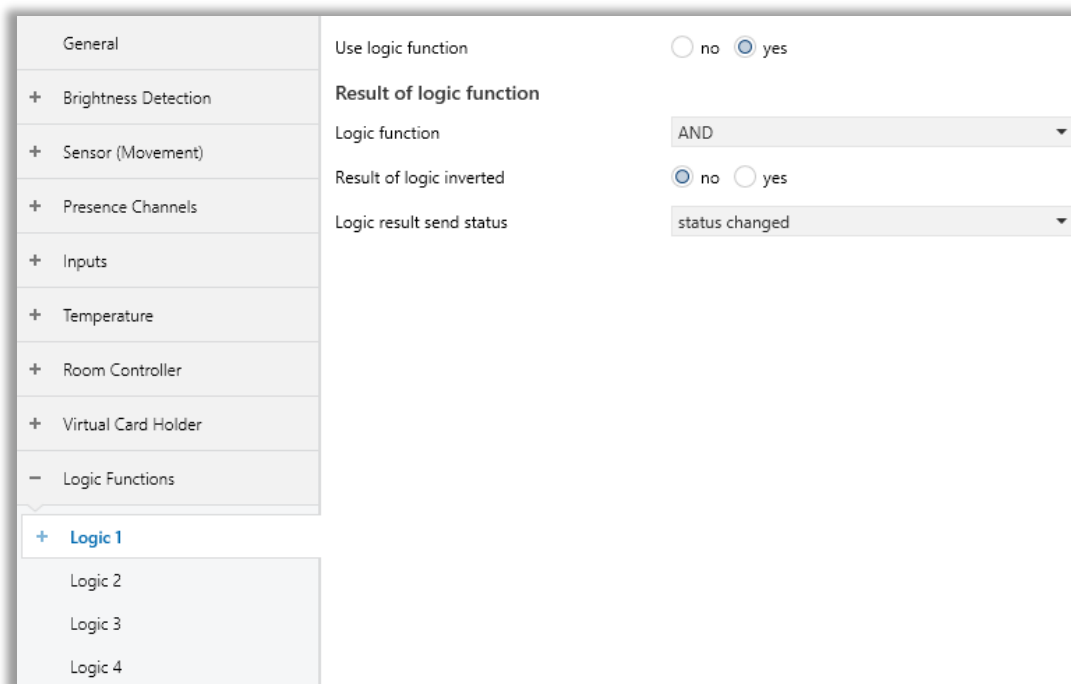 General
Brightness Detection
Sensor (Movement)
Presence Channels
Inputs
Temperature
Room Controller
Virtual Card Holder
Logic Functions
Logic 1
Logic 2
Logic 3
Logic 4
Use logic function no yes
Result of logic function
Logic function AND
Result of logic inverted no yes
Logic result send status status changed